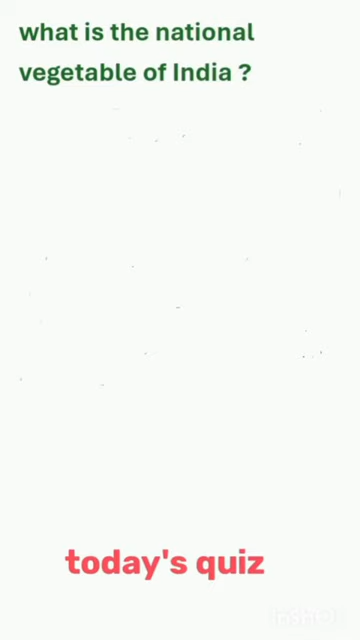 what is the national
vegetable of India ?
today's quiz